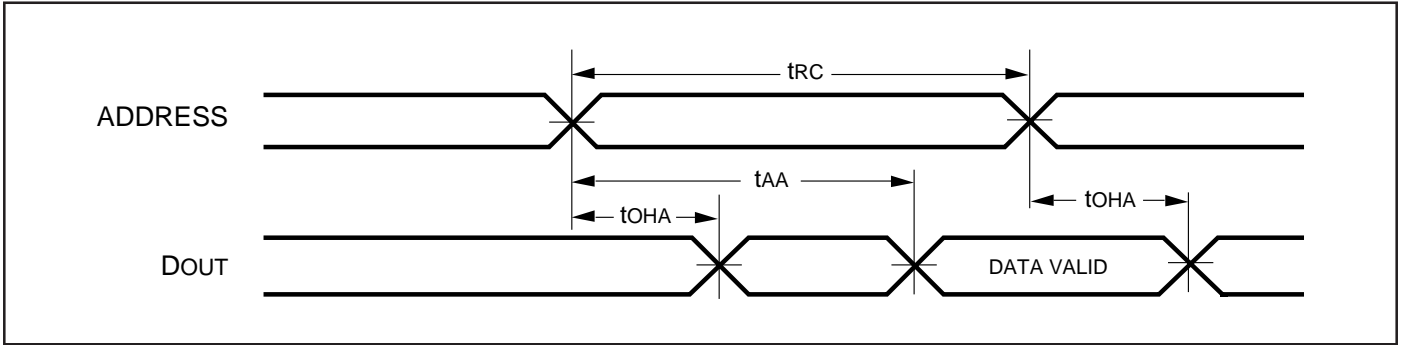 tRC
ADDRESS
tAA
tOHA
tOHA
DOUT
DATA VALID